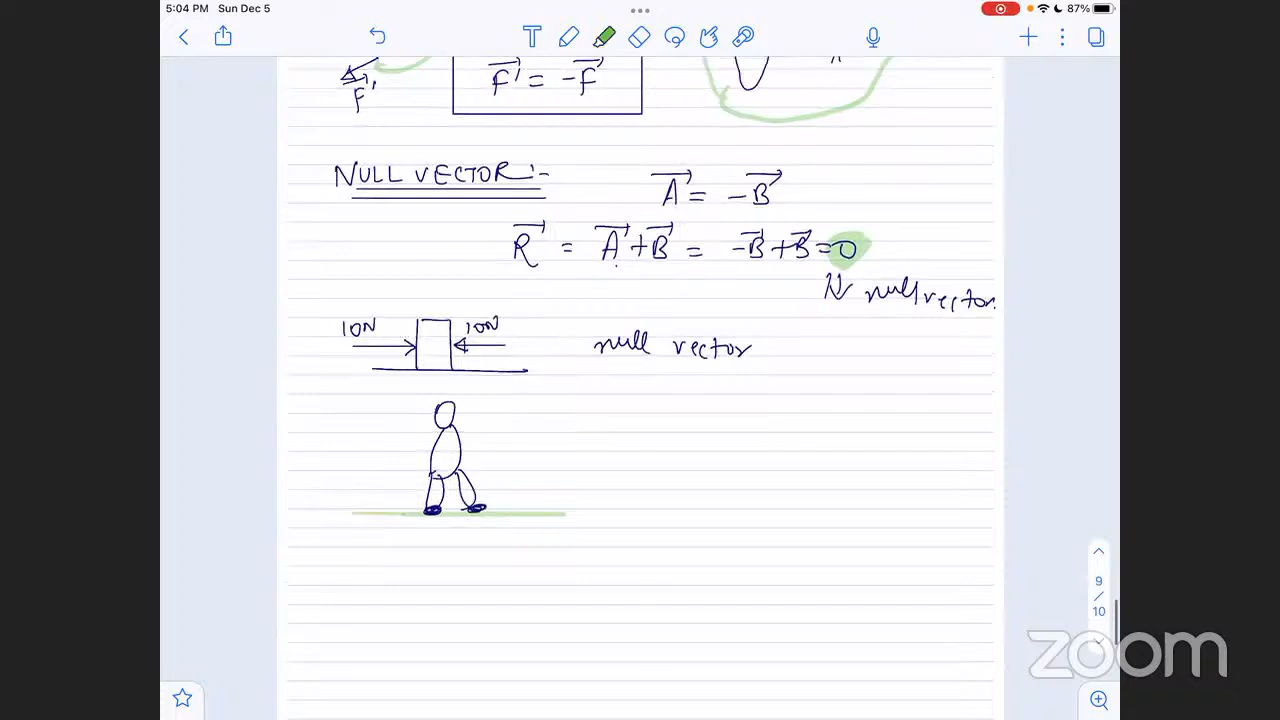 5:04 PM Sun Dec 5
87%
F⃗' = -F⃗
F'
NULL VECTOR :-
A⃗ = -B⃗
R⃗ = A⃗ + B⃗ = -B⃗ + B⃗ = 0
null vector.
10N
10N
null vector
9
/
10
zoom